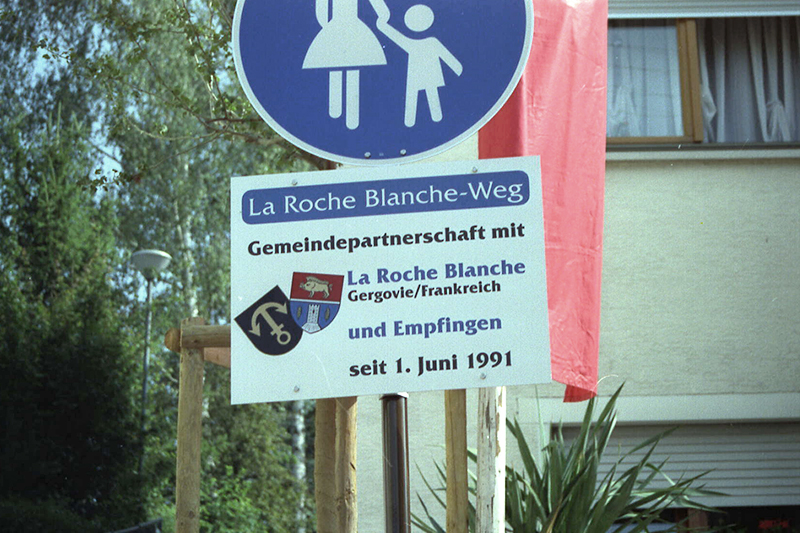 La Roche Blanche-Weg
Gemeindepartnerschaft mit
La Roche Blanche
Gergovie/Frankreich
und Empfingen
seit 1. Juni 1991